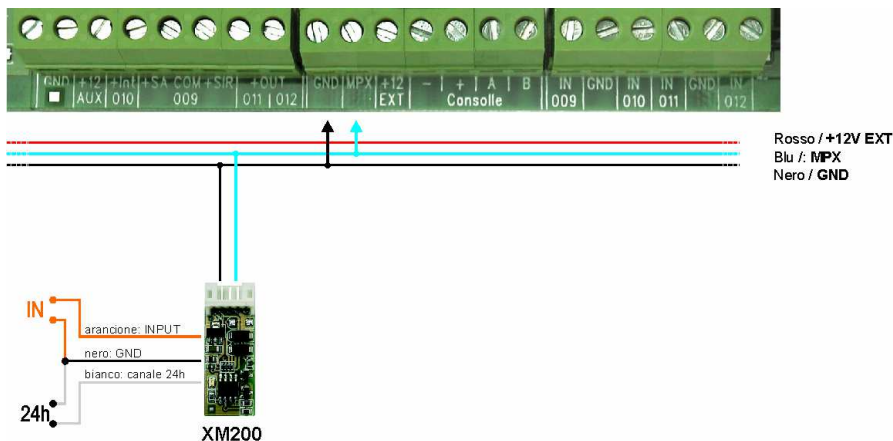 GND +12 AUX +Int 010 +SA COM +SIR 009 +OUT 011 012 GND MPX +12 EXT - + A B Consolle IN 009 GND IN 010 IN 011 GND IN 012
Rosso / +12V EXT
Blu /: MPX
Nero / GND
IN
arancione: INPUT
nero: GND
bianco: canale 24h
24h
XM200